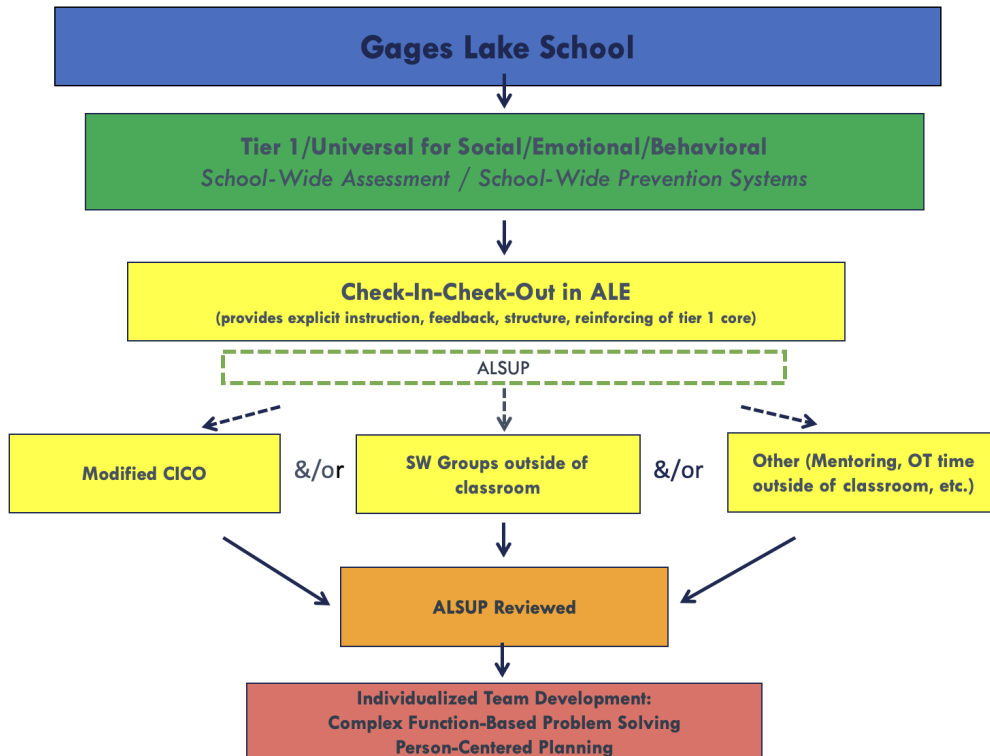 Gages Lake School
Tier 1/Universal for Social/Emotional/Behavioral
School-Wide Assessment / School-Wide Prevention Systems
Check-In-Check-Out in ALE
(provides explicit instruction, feedback, structure, reinforcing of tier 1 core)
ALSUP
Modified CICO
&/or
SW Groups outside of
classroom
&/or
Other (Mentoring, OT time
outside of classroom, etc.)
ALSUP Reviewed
Individualized Team Development:
Complex Function-Based Problem Solving
Person-Centered Planning